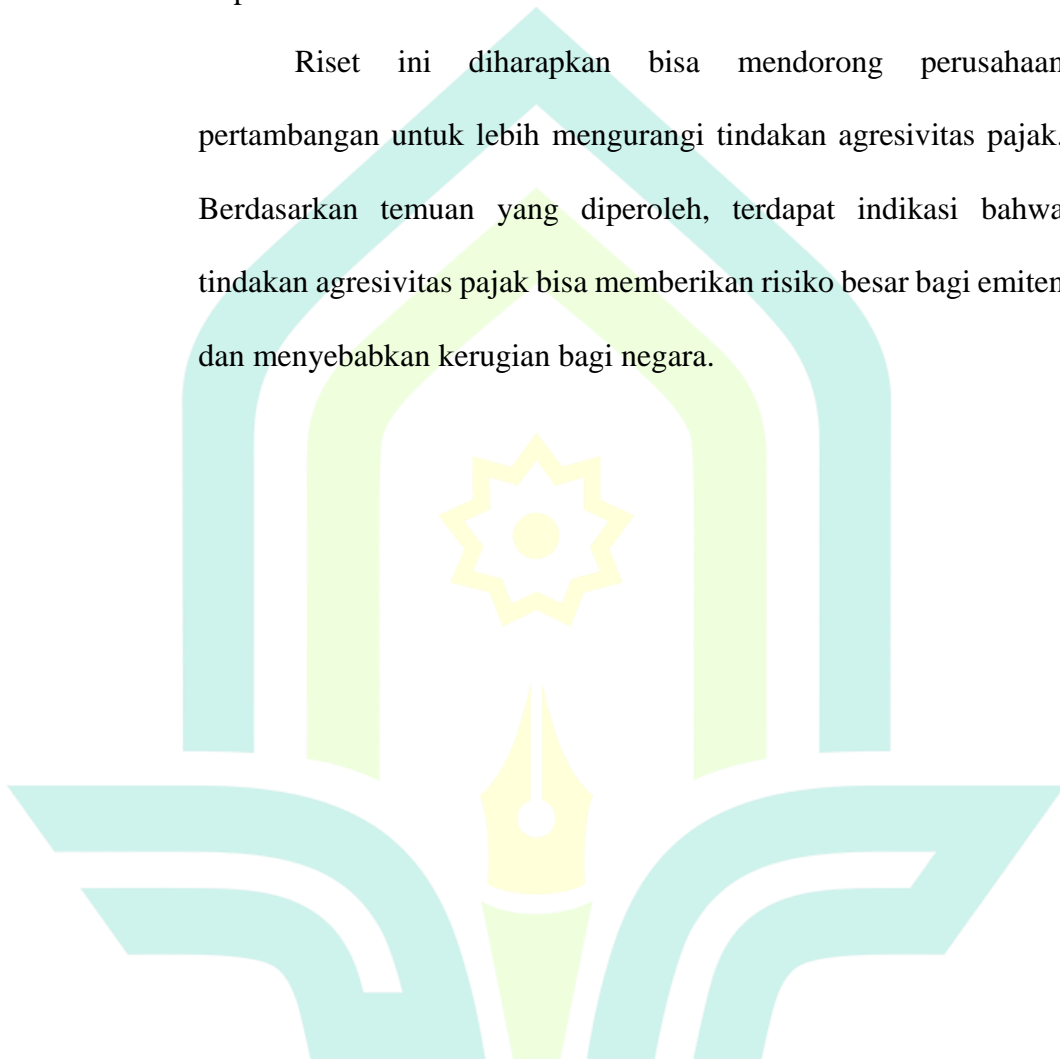 Riset ini diharapkan bisa mendorong perusahaan
pertambangan untuk lebih mengurangi tindakan agresivitas pajak.
Berdasarkan temuan yang diperoleh, terdapat indikasi bahwa
tindakan agresivitas pajak bisa memberikan risiko besar bagi emiten
dan menyebabkan kerugian bagi negara.